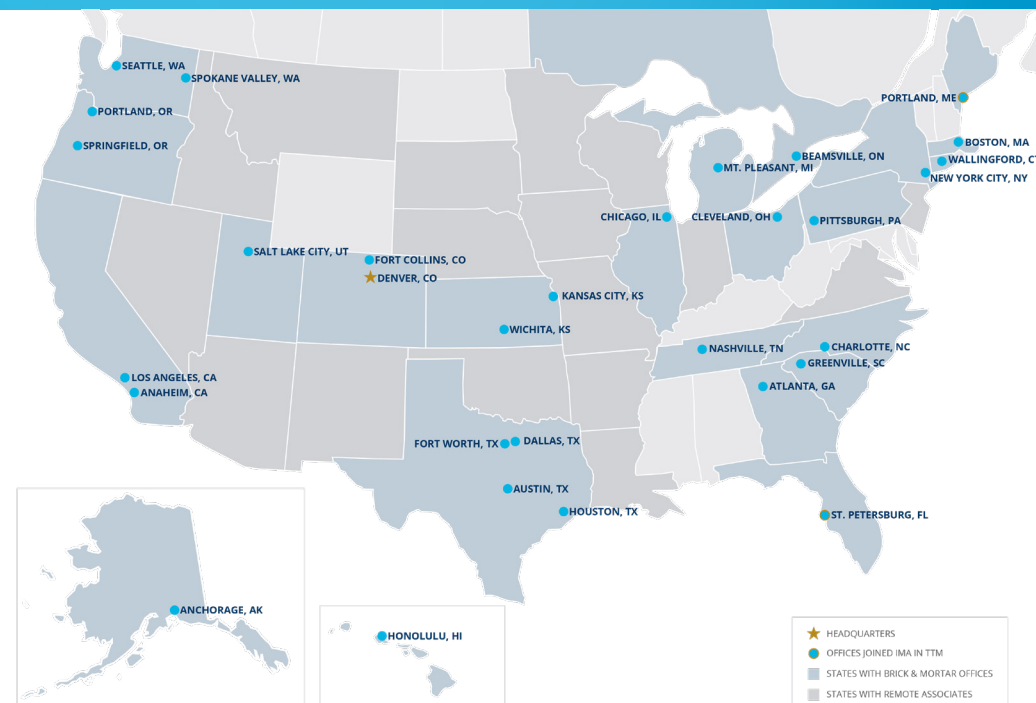 SEATTLE, WA
SPOKANE VALLEY, WA
PORTLAND, OR
SPRINGFIELD, OR
PORTLAND, ME
BOSTON, MA
WALLINGFORD, CT
NEW YORK CITY, NY
BEAMSVILLE, ON
MT. PLEASANT, MI
CHICAGO, IL
CLEVELAND, OH
PITTSBURGH, PA
SALT LAKE CITY, UT
FORT COLLINS, CO
DENVER, CO
KANSAS CITY, KS
WICHITA, KS
NASHVILLE, TN
CHARLOTTE, NC
GREENVILLE, SC
ATLANTA, GA
LOS ANGELES, CA
ANAHEIM, CA
FORT WORTH, TX
DALLAS, TX
AUSTIN, TX
HOUSTON, TX
ST. PETERSBURG, FL
ANCHORAGE, AK
HONOLULU, HI
HEADQUARTERS
OFFICES JOINED IMA IN TTM
STATES WITH BRICK & MORTAR OFFICES
STATES WITH REMOTE ASSOCIATES